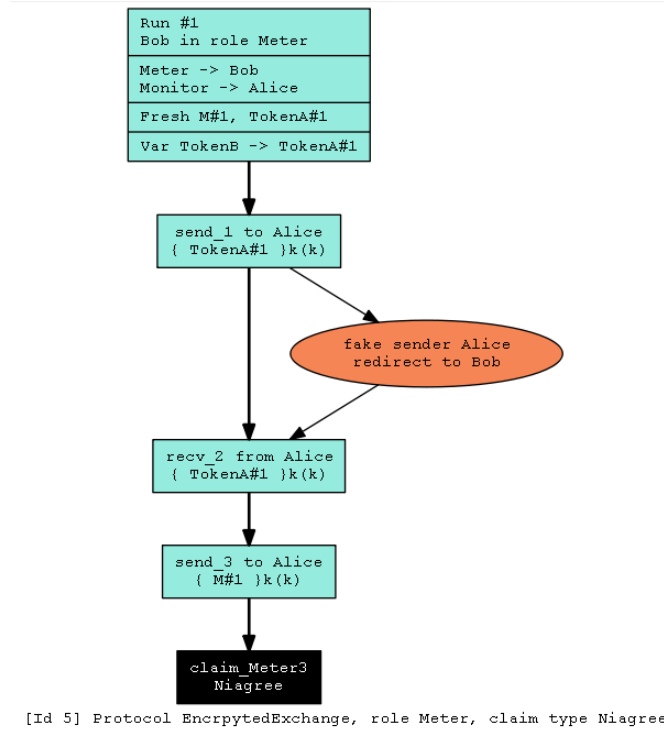 Run #1
Bob in role Meter
Meter -> Bob
Monitor -> Alice
Fresh M#1, TokenA#1
Var TokenB -> TokenA#1
send_1 to Alice
{ TokenA#1 }k(k)
fake sender Alice
redirect to Bob
recv_2 from Alice
{ TokenA#1 }k(k)
send_3 to Alice
{ M#1 }k(k)
claim_Meter3
Niagree
[Id 5] Protocol EncrpytedExchange, role Meter, claim type Niagree